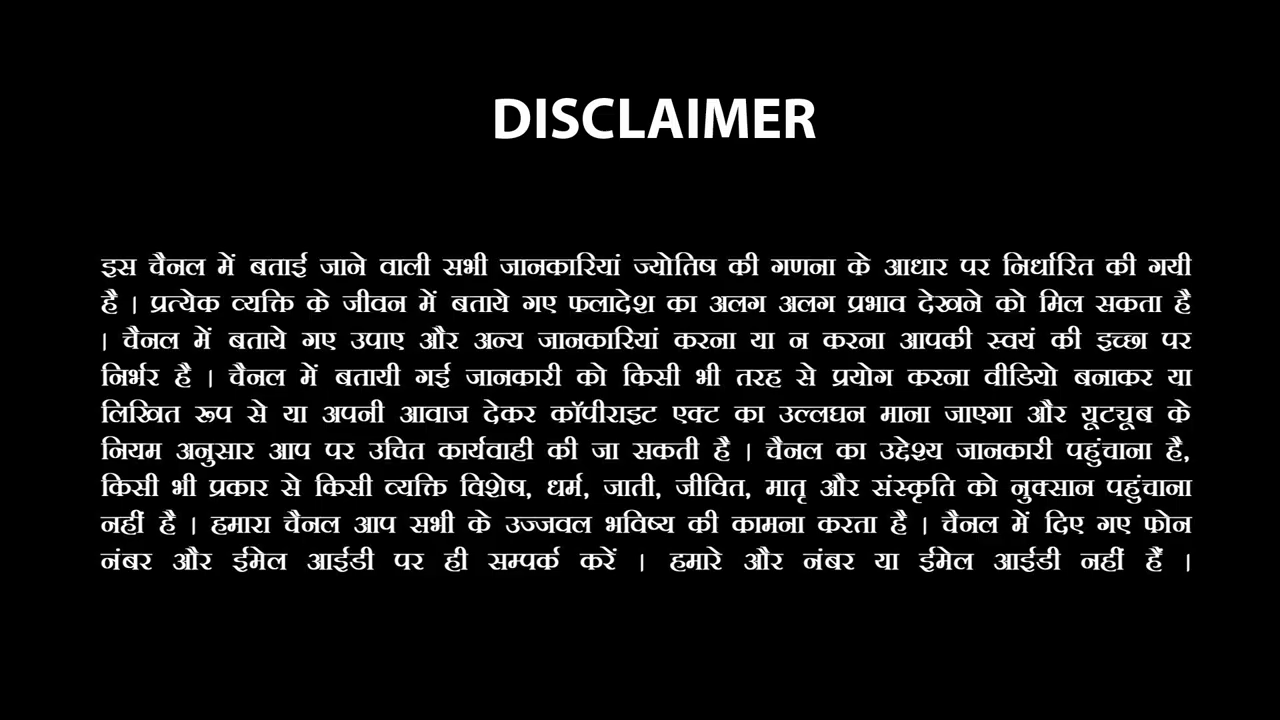 DISCLAIMER
इस चैनल में बताई जाने वाली सभी जानकारियां ज्योतिष की गणना के आधार पर निर्धारित की गयी
है । प्रत्येक व्यक्ति के जीवन में बताये गए फलादेश का अलग अलग प्रभाव देखने को मिल सकता है
। चैनल में बताये गए उपाए और अन्य जानकारियां करना या न करना आपकी स्वयं की इच्छा पर
निर्भर है । चैनल में बतायी गई जानकारी को किसी भी तरह से प्रयोग करना वीडियो बनाकर या
लिखित रूप से या अपनी आवाज देकर कॉपीराइट एक्ट का उल्लघन माना जाएगा और यूट्यूब के
नियम अनुसार आप पर उचित कार्यवाही की जा सकती है । चैनल का उद्देश्य जानकारी पहुंचाना है,
किसी भी प्रकार से किसी व्यक्ति विशेष, धर्म, जाती, जीवित, मातृ और संस्कृति को नुक्सान पहुंचाना
नहीं है । हमारा चैनल आप सभी के उज्जवल भविष्य की कामना करता है । चैनल में दिए गए फोन
नंबर और ईमेल आईडी पर ही सम्पर्क करें । हमारे और नंबर या ईमेल आईडी नहीं हैं ।